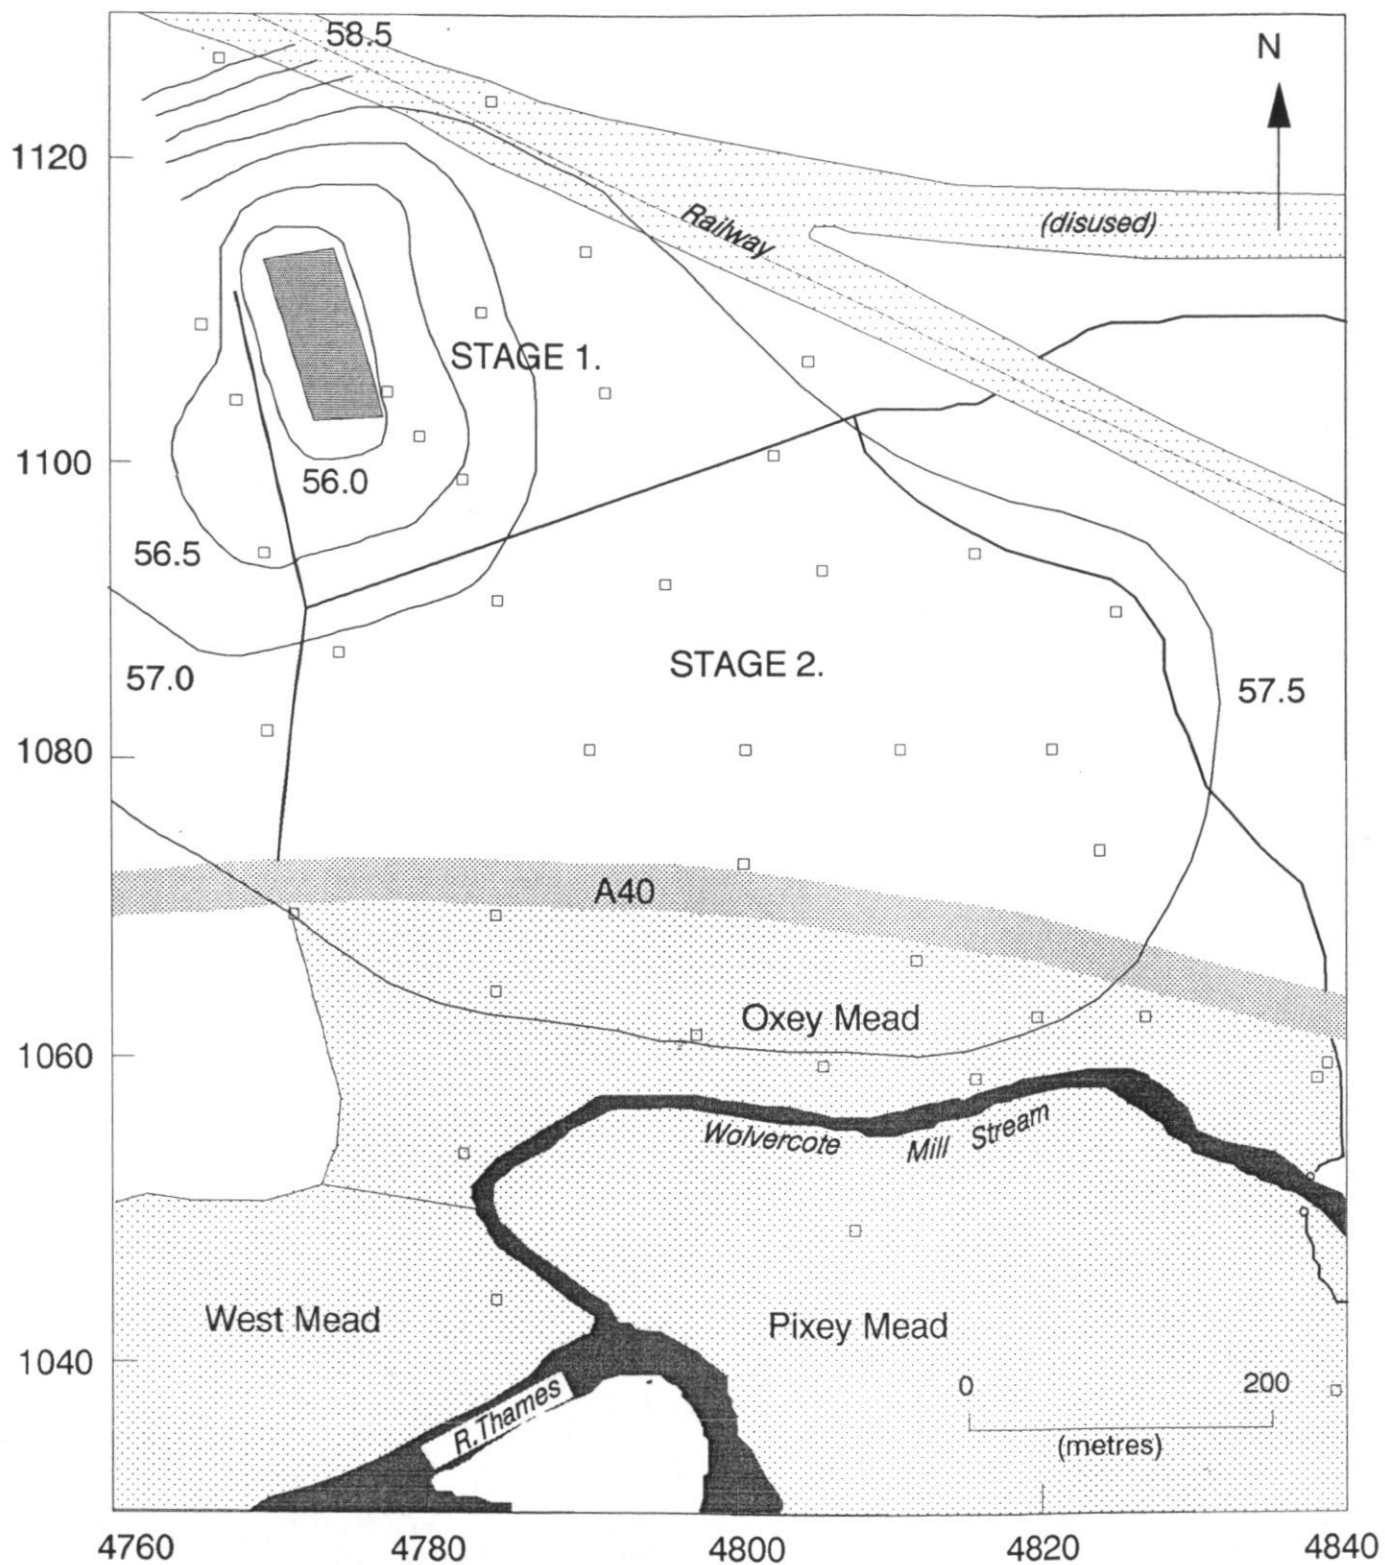 58.5
N
1120
Railway
(disused)
STAGE 1.
1100
56.0
56.5
STAGE 2.
57.0
57.5
1080
A40
Oxey Mead
1060
Wolvercote Mill Stream
West Mead
Pixey Mead
1040
0 200
R.Thames
(metres)
4760 4780 4800 4820 4840